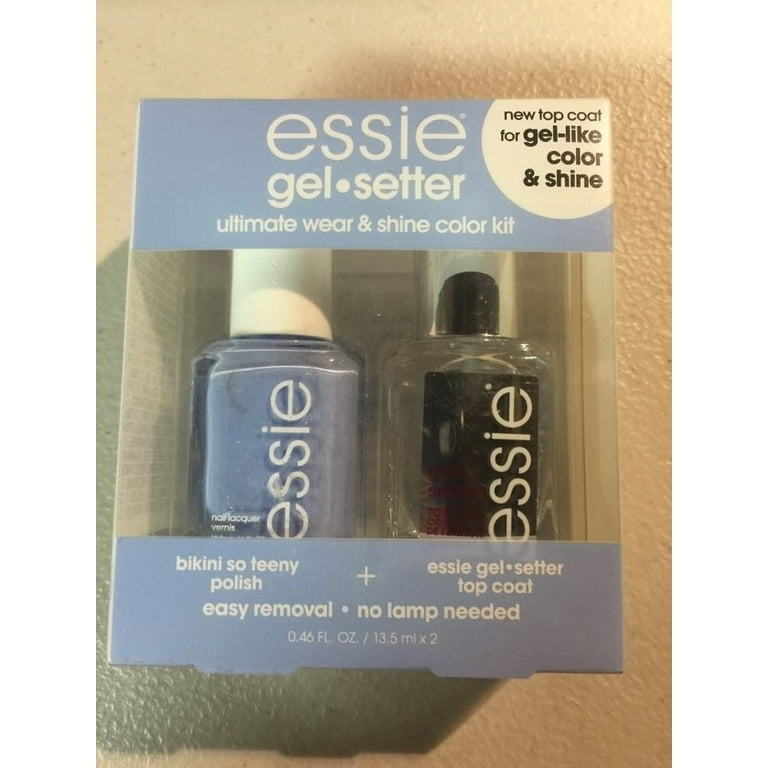 essie®
gel•setter
ultimate wear & shine color kit
new top coat
for gel-like
color
& shine
essie
nail lacquer
vernis
essie
bikini so teeny
polish
+
essie gel•setter
top coat
easy removal • no lamp needed
0.46 FL. OZ. / 13.5 ml x 2